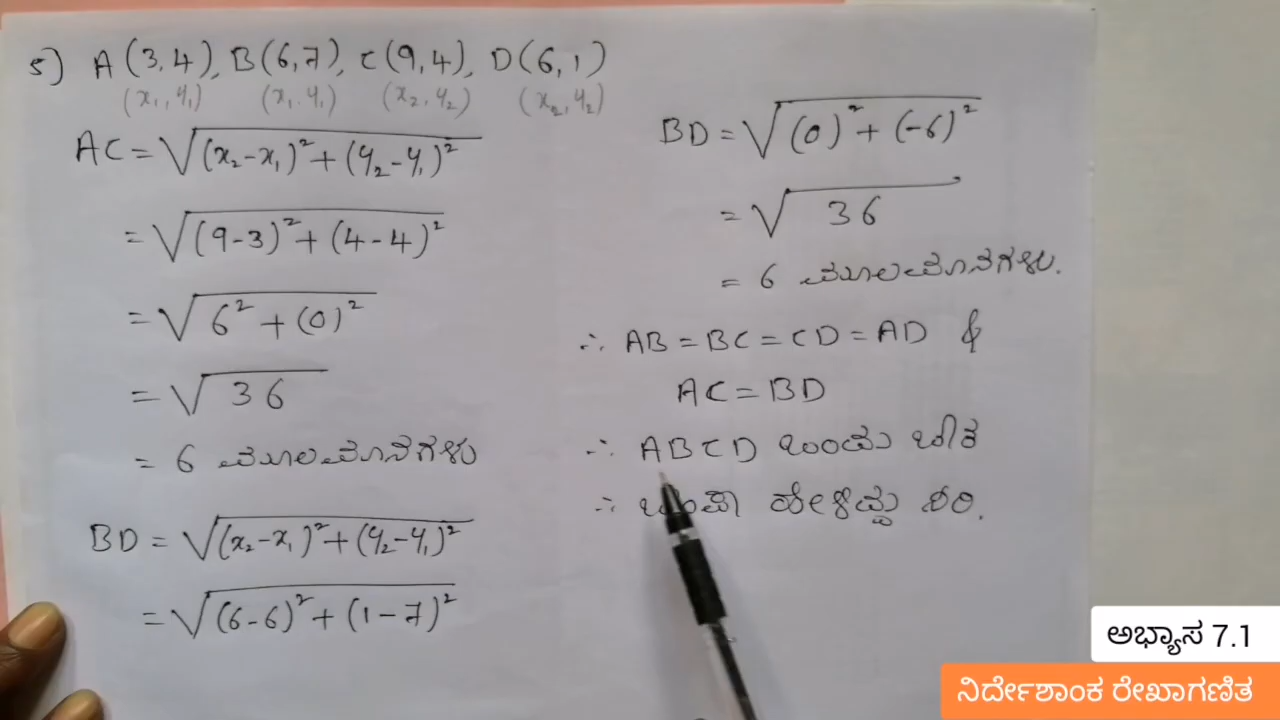 5) A(3,4), B(6,7), C(9,4), D(6,1)
(x₁,y₁) (x₁,y₁) (x₂,y₂) (x₂,y₂)
AC = √(x₂-x₁)²+(y₂-y₁)²
= √(9-3)²+(4-4)²
= √6²+(0)²
= √36
= 6 ಮೂಲಮಾನಗಳು
BD = √(x₂-x₁)²+(y₂-y₁)²
= √(6-6)²+(1-7)²
BD = √(0)²+(-6)²
= √36
= 6 ಮೂಲಮಾನಗಳು.
∴ AB = BC = CD = AD &
AC = BD
∴ ABCD ಒಂದು ಚೌಕ
∴ ಚಂಪಾ ಹೇಳಿದ್ದು ಸರಿ.
ಅಭ್ಯಾಸ 7.1
ನಿರ್ದೇಶಾಂಕ ರೇಖಾಗಣಿತ